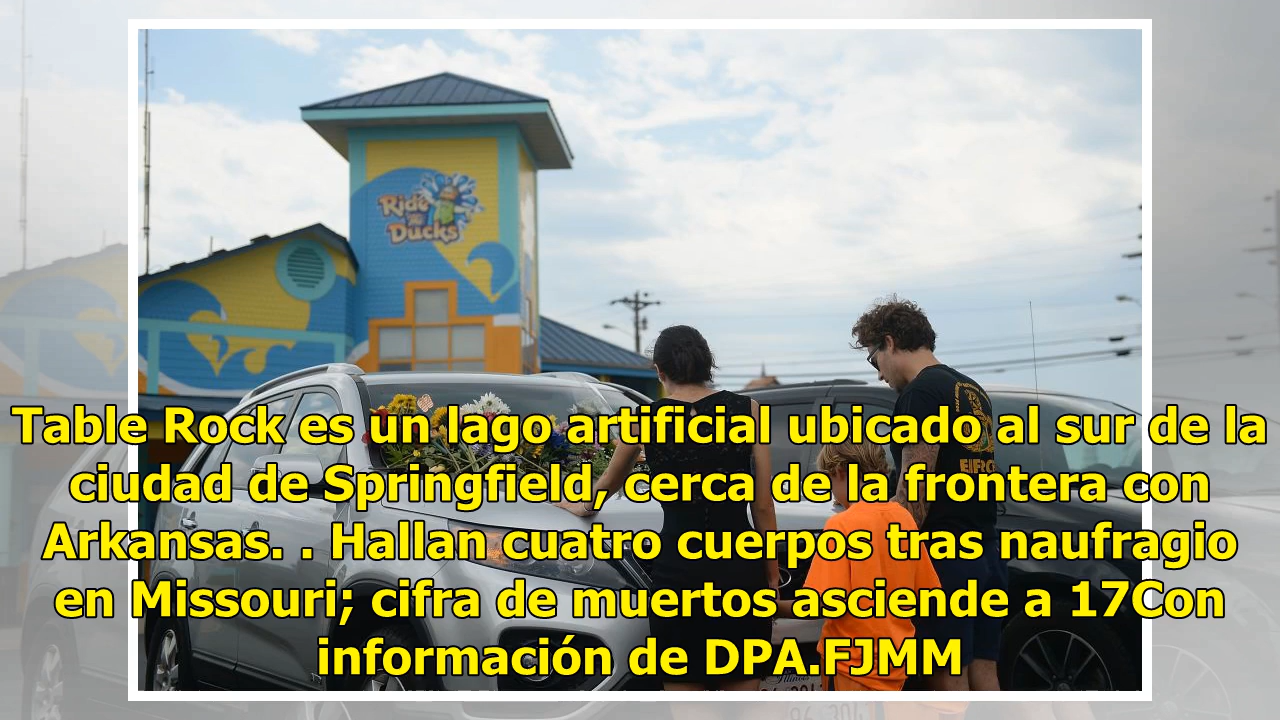 Ride
The
Ducks
Table Rock es un lago artificial ubicado al sur de la
ciudad de Springfield, cerca de la frontera con
Arkansas. . Hallan cuatro cuerpos tras naufragio
en Missouri; cifra de muertos asciende a 17Con
información de DPA.FJMM
Illinois